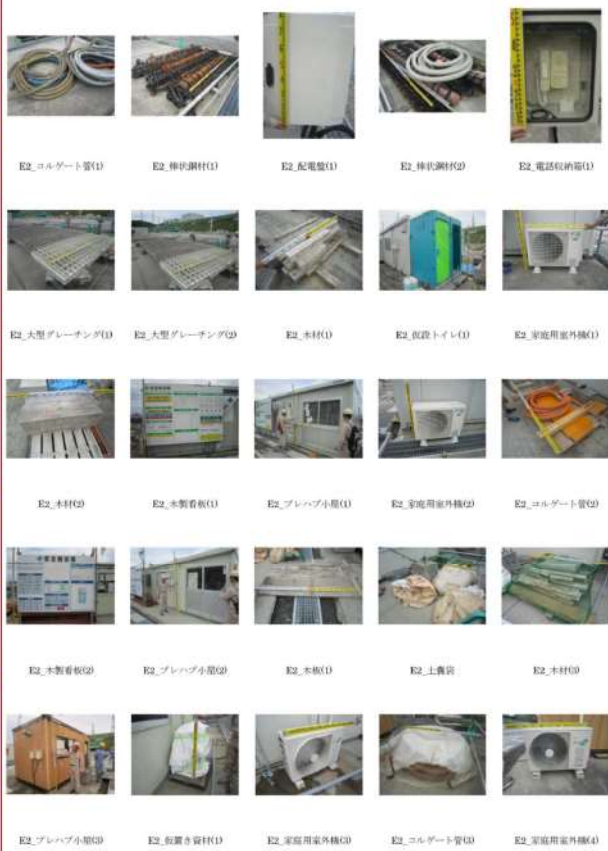 E2_コルゲート管(1)
E2_棒状鋼材(1)
E2_配電盤(1)
E2_棒状鋼材(2)
E2_電話収納箱(1)
E2_大型グレーチング(1)
E2_大型グレーチング(2)
E2_木材(1)
E2_仮設トイレ(1)
E2_家庭用室外機(1)
E2_木材(2)
E2_木製看板(1)
E2_プレハブ小屋(1)
E2_家庭用室外機(2)
E2_コルゲート管(2)
E2_木製看板(2)
E2_プレハブ小屋(2)
E2_木板(1)
E2_土嚢袋
E2_木材(3)
E2_プレハブ小屋(3)
E2_仮置き資材(1)
E2_家庭用室外機(3)
E2_コルゲート管(3)
E2_家庭用室外機(4)